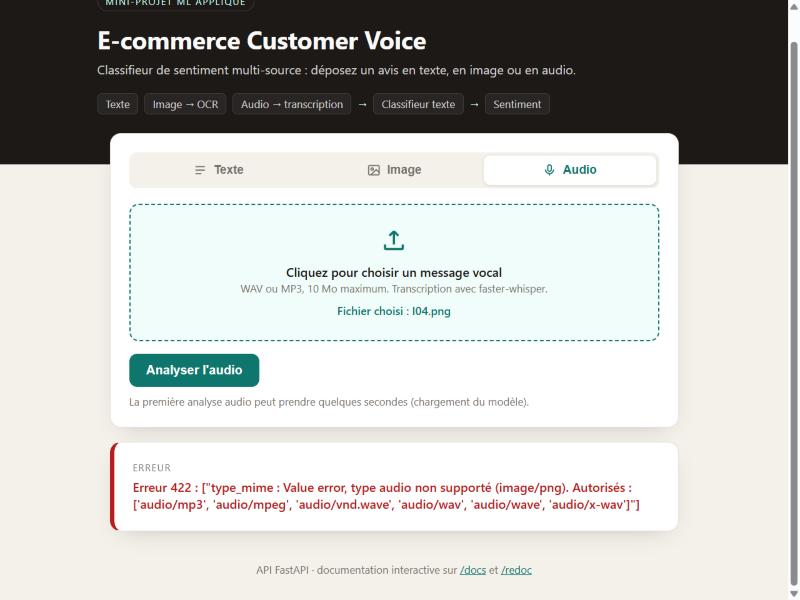 MINI-PROJET ML APPLIQUÉ
E-commerce Customer Voice
Classifieur de sentiment multi-source : déposez un avis en texte, en image ou en audio.
Texte Image → OCR Audio → transcription → Classifieur texte → Sentiment
Texte Image Audio
Cliquez pour choisir un message vocal
WAV ou MP3, 10 Mo maximum. Transcription avec faster-whisper.
Fichier choisi : I04.png
Analyser l'audio
La première analyse audio peut prendre quelques secondes (chargement du modèle).
ERREUR
Erreur 422 : ["type_mime : Value error, type audio non supporté (image/png). Autorisés :
['audio/mp3', 'audio/mpeg', 'audio/vnd.wave', 'audio/wav', 'audio/wave', 'audio/x-wav']"]
API FastAPI · documentation interactive sur /docs et /redoc